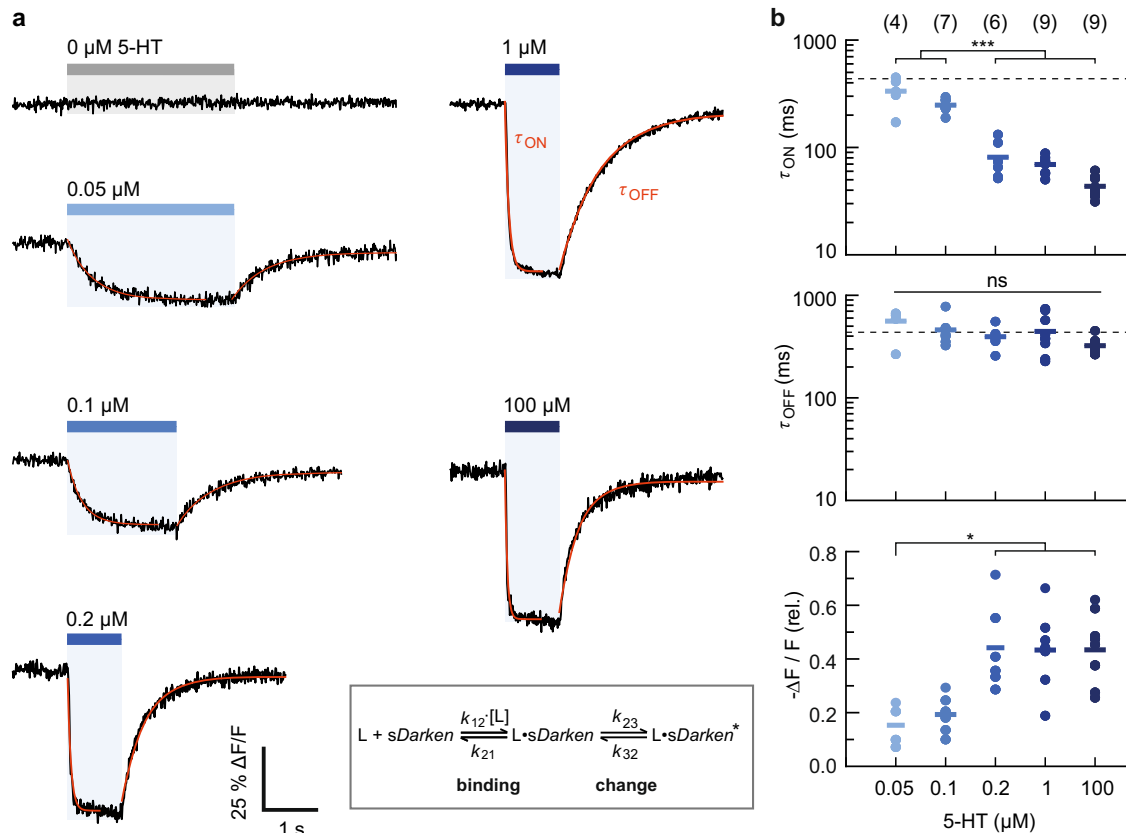 a
0 µM 5-HT
0.05 µM
0.1 µM
0.2 µM
1 µM
τON
τOFF
100 µM
25 % ΔF/F
1 s
L + sDarken k12·[L] k21 L•sDarken k23 k32 L•sDarken*
binding change
b
(4) (7) (6) (9) (9)
***
1000
100
10
τON (ms)
ns
1000
100
10
τOFF (ms)
*
0.8
0.6
0.4
0.2
0.0
-ΔF / F (rel.)
0.05 0.1 0.2 1 100
5-HT (µM)